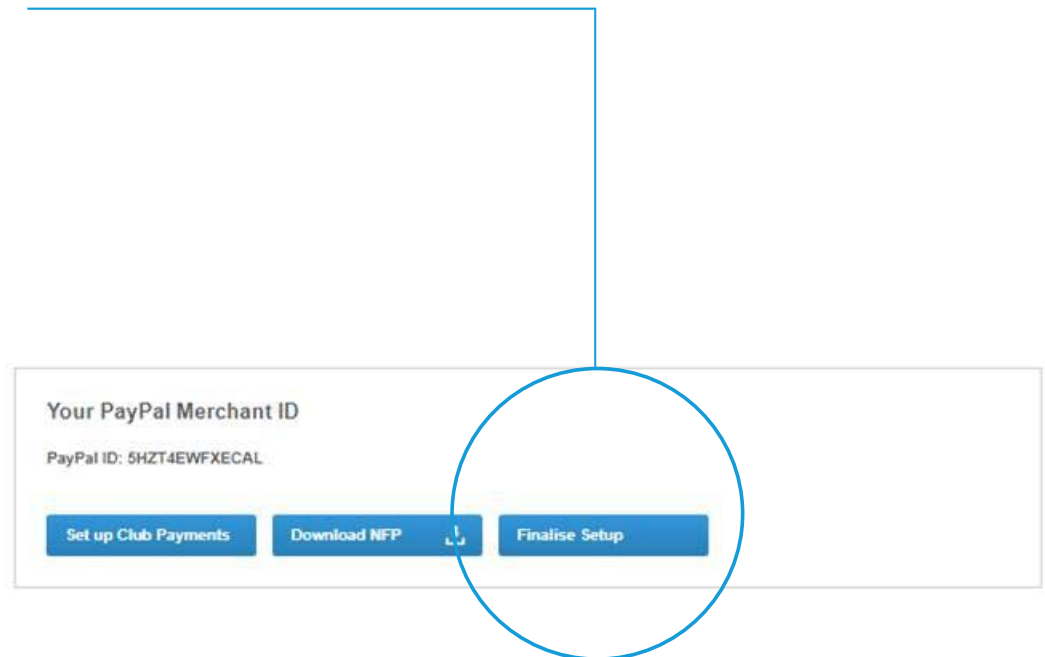 Your PayPal Merchant ID
PayPal ID: 5HZT4EWFXECAL
Set up Club Payments Download NFP Finalise Setup